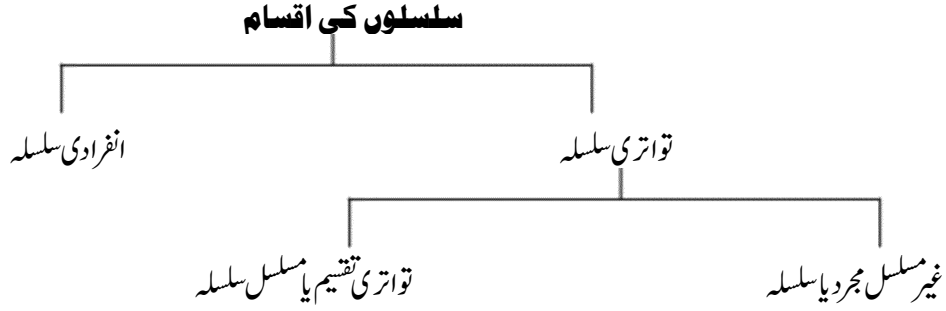 سلسلوں کی اقسام
تواتری سلسلہ
انفرادی سلسلہ
غیر مسلسل مجرد یا سلسلہ
تواتری تقسیم یا مسلسل سلسلہ